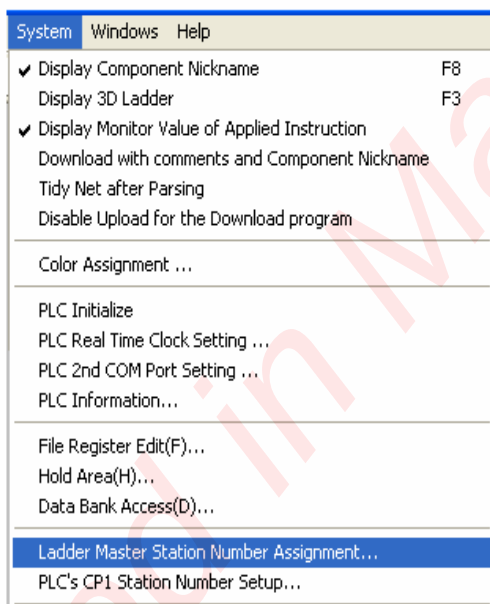 System Windows Help
✓ Display Component Nickname F8
Display 3D Ladder F3
✓ Display Monitor Value of Applied Instruction
Download with comments and Component Nickname
Tidy Net after Parsing
Disable Upload for the Download program
Color Assignment ...
PLC Initialize
PLC Real Time Clock Setting ...
PLC 2nd COM Port Setting ...
PLC Information...
File Register Edit(F)...
Hold Area(H)...
Data Bank Access(D)...
Ladder Master Station Number Assignment...
PLC's CP1 Station Number Setup...